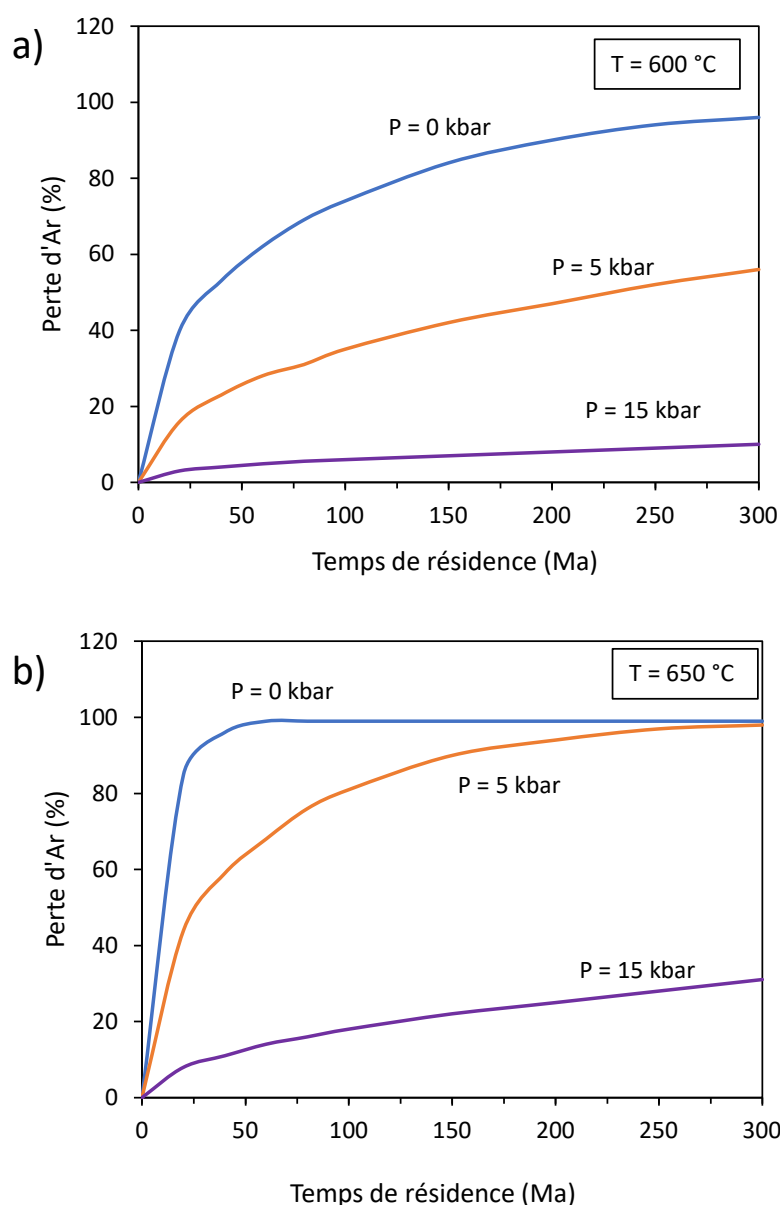 a)
T = 600 °C
120
100
80
60
40
20
0
Perte d'Ar (%)
P = 0 kbar
P = 5 kbar
P = 15 kbar
0 50 100 150 200 250 300
Temps de résidence (Ma)
b)
T = 650 °C
120
100
80
60
40
20
0
Perte d'Ar (%)
P = 0 kbar
P = 5 kbar
P = 15 kbar
0 50 100 150 200 250 300
Temps de résidence (Ma)